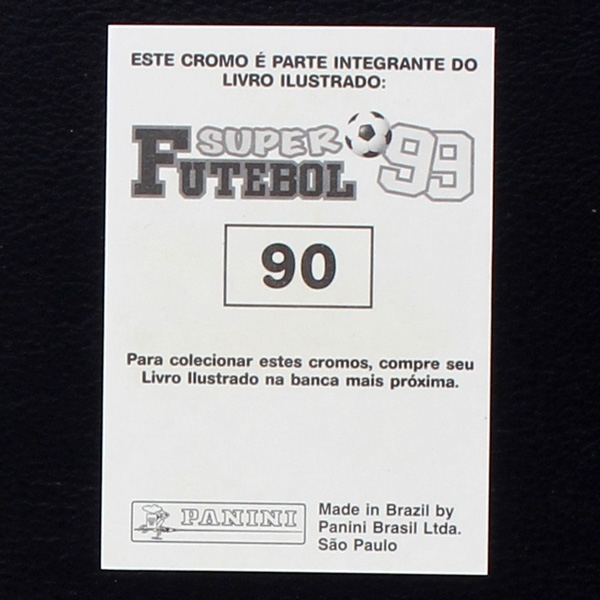 ESTE CROMO É PARTE INTEGRANTE DO
LIVRO ILUSTRADO:
SUPER
FUTEBOL '99
90
Para colecionar estes cromos, compre seu
Livro Ilustrado na banca mais próxima.
PANINI
Made in Brazil by
Panini Brasil Ltda.
São Paulo